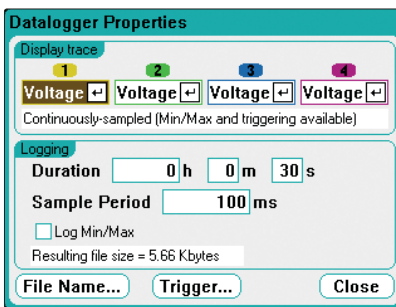 Datalogger Properties
Display trace
1 2 3 4
Voltage Voltage Voltage Voltage
Continuously-sampled (Min/Max and triggering available)
Logging
Duration 0 h 0 m 30 s
Sample Period 100 ms
Log Min/Max
Resulting file size = 5.66 Kbytes
File Name... Trigger... Close